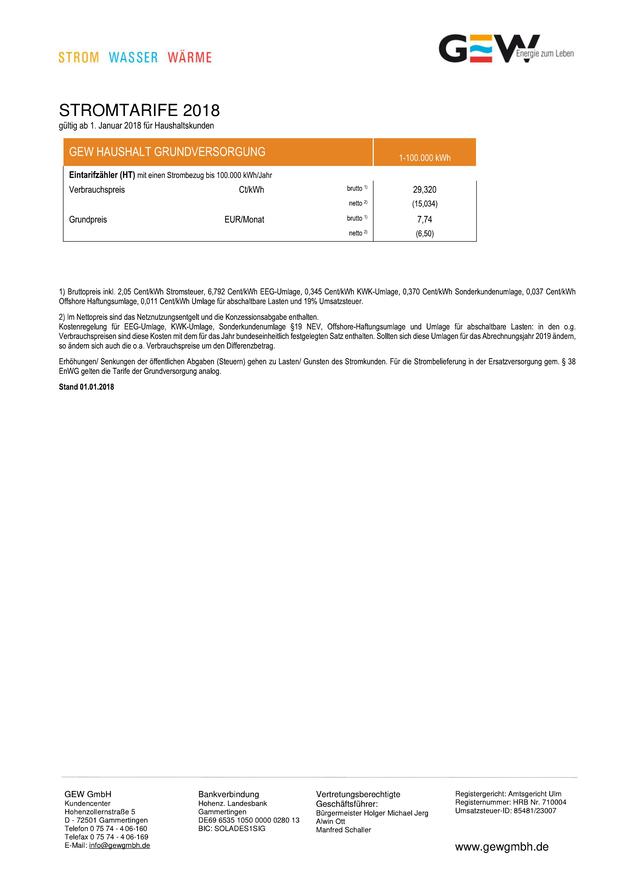 STROM WASSER WÄRME
GEW Energie zum Leben
STROMTARIFE 2018
gültig ab 1. Januar 2018 für Haushaltskunden
GEW HAUSHALT GRUNDVERSORGUNG 1-100.000 kWh
Eintarifzähler (HT) mit einen Strombezug bis 100.000 kWh/Jahr
Verbrauchspreis Ct/kWh brutto 1) 29,320
netto 2) (15,034)
Grundpreis EUR/Monat brutto 1) 7,74
netto 2) (6,50)
1) Bruttopreis inkl. 2,05 Cent/kWh Stromsteuer, 6,792 Cent/kWh EEG-Umlage, 0,345 Cent/kWh KWK-Umlage, 0,370 Cent/kWh Sonderkundenumlage, 0,037 Cent/kWh
Offshore Haftungsumlage, 0,011 Cent/kWh Umlage für abschaltbare Lasten und 19% Umsatzsteuer.
2) Im Nettopreis sind das Netznutzungsentgelt und die Konzessionsabgabe enthalten.
Kostenregelung für EEG-Umlage, KWK-Umlage, Sonderkundenumlage §19 NEV, Offshore-Haftungsumlage und Umlage für abschaltbare Lasten: in den o.g.
Verbrauchspreisen sind diese Kosten mit dem für das Jahr bundeseinheitlich festgelegten Satz enthalten. Sollten sich diese Umlagen für das Abrechnungsjahr 2019 ändern,
so ändern sich auch die o.a. Verbrauchspreise um den Differenzbetrag.
Erhöhungen/ Senkungen der öffentlichen Abgaben (Steuern) gehen zu Lasten/ Gunsten des Stromkunden. Für die Strombelieferung in der Ersatzversorgung gem. § 38
EnWG gelten die Tarife der Grundversorgung analog.
Stand 01.01.2018
GEW GmbH
Kundencenter
Hohenzollernstraße 5
D - 72501 Gammertingen
Telefon 0 75 74 - 4 06-160
Telefax 0 75 74 - 4 06-169
E-Mail: info@gewgmbh.de
Bankverbindung
Hohenz. Landesbank
Gammertingen
DE69 6535 1050 0000 0280 13
BIC: SOLADES1SIG
Vertretungsberechtigte
Geschäftsführer:
Bürgermeister Holger Michael Jerg
Alwin Ott
Manfred Schaller
Registergericht: Amtsgericht Ulm
Registernummer: HRB Nr. 710004
Umsatzsteuer-ID: 85481/23007
www.gewgmbh.de